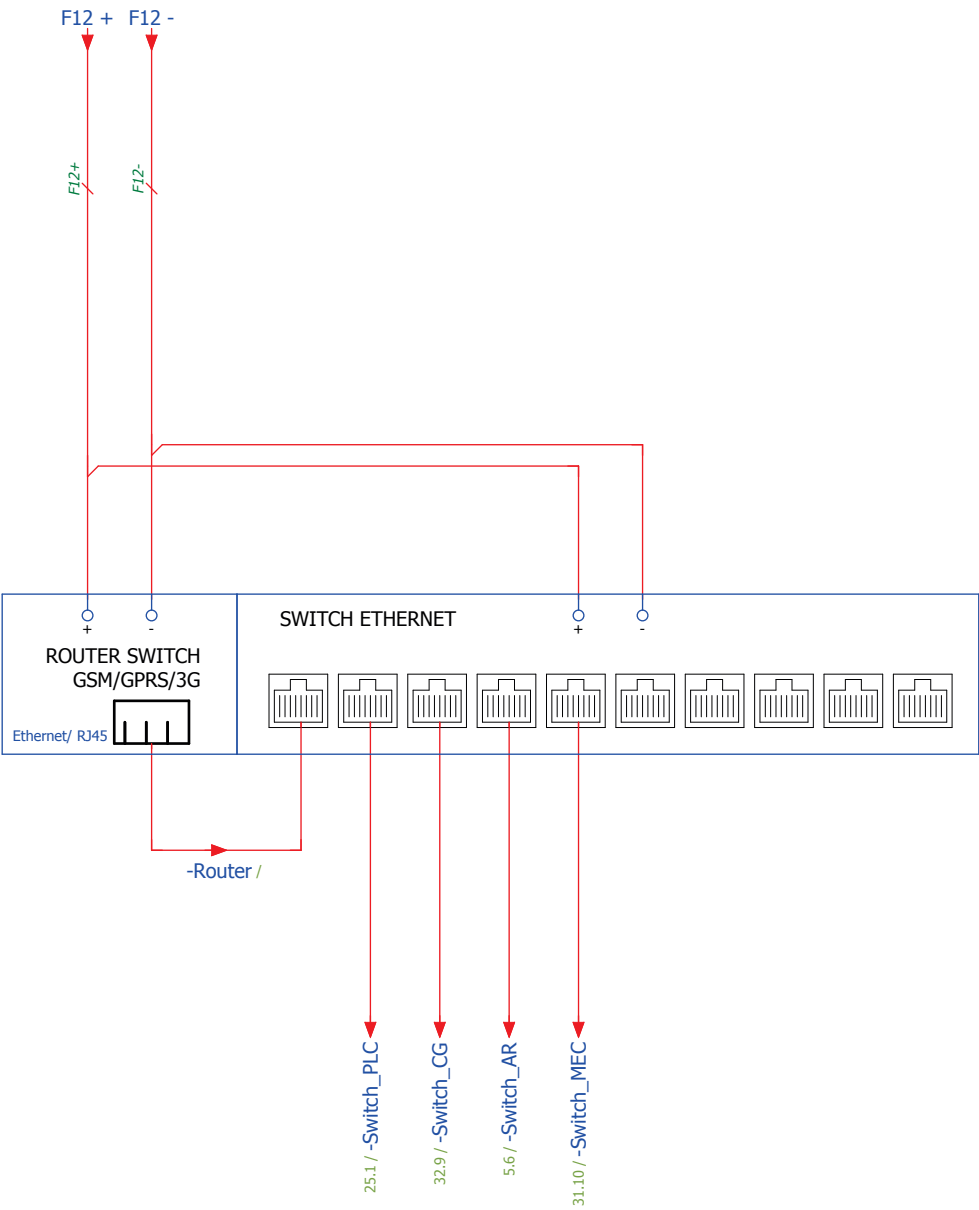 F12 + F12 -
F12+
F12-
SWITCH ETHERNET
+
-
+
-
ROUTER SWITCH
GSM/GPRS/3G
Ethernet/ RJ45
-Router /
25.1 / -Switch_PLC
32.9 / -Switch_CG
5.6 / -Switch_AR
31.10 / -Switch_MEC